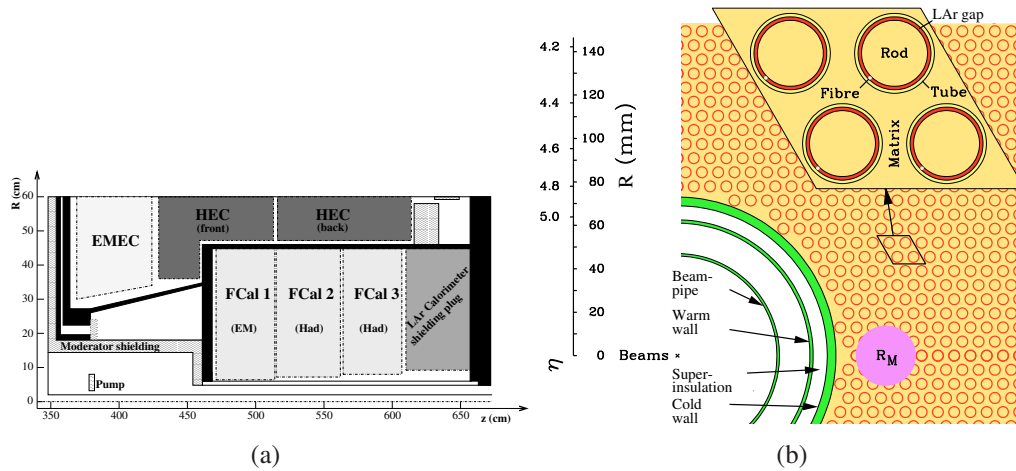 R (cm)
60
50
40
30
20
10
0
350
400
450
500
550
600
650
z (cm)
EMEC
HEC
(front)
HEC
(back)
FCal 1
(EM)
FCal 2
(Had)
FCal 3
(Had)
LAr Calorimeter
shielding plug
Moderator shielding
Pump
(a)
η
4.2
4.4
4.6
4.8
5.0
R (mm)
140
120
100
80
60
40
20
0
LAr gap
Rod
Fibre
Tube
Matrix
Beam-
pipe
Warm
wall
Beams ×
Super-
insulation
Cold
wall
R_M
(b)